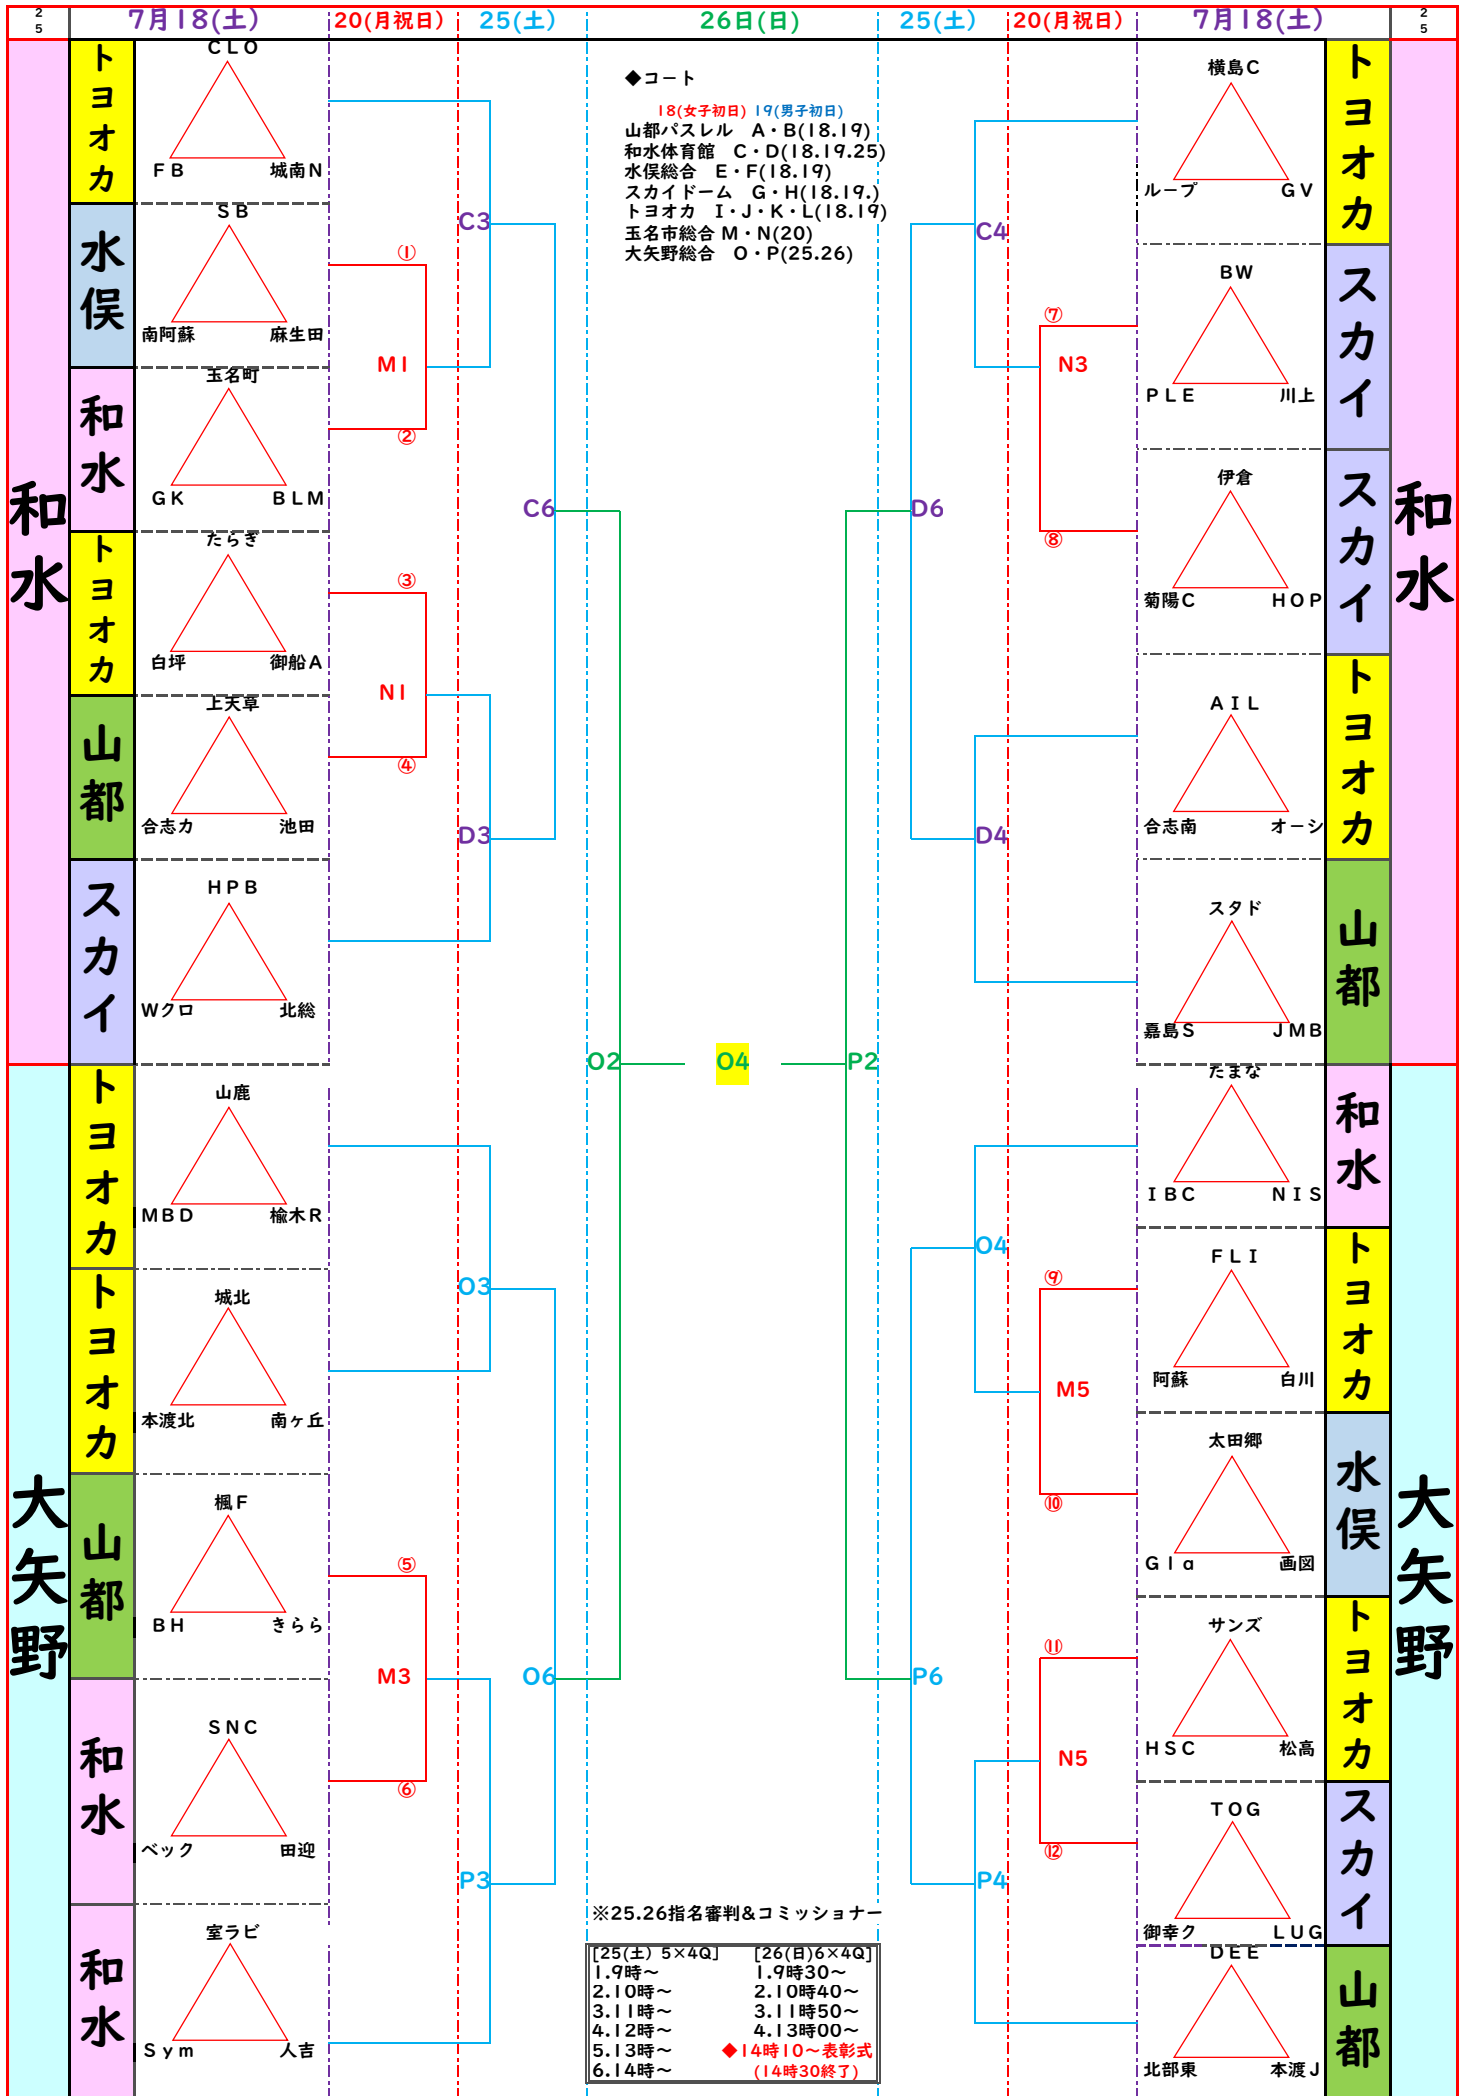 2
5
7月18(土)
20(月祝日)
25(土)
26日(日)
25(土)
20(月祝日)
7月18(土)
2
5
和水
大矢野
トヨオカ
CLO
FB
城南N
水俣
SB
南阿蘇
麻生田
和水
玉名町
GK
BLM
トヨオカ
たらぎ
白坪
御船A
山都
上天草
合志カ
池田
スカイ
HPB
Wクロ
北総
トヨオカ
山鹿
MBD
楡木R
トヨオカ
城北
本渡北
南ヶ丘
山都
楓F
BH
きらら
和水
SNC
ベック
田迎
和水
室ラビ
Sym
人吉
①
M1
②
③
N1
④
⑤
M3
⑥
C3
D3
O3
P3
C6
O6
O2
O4
P2
◆コート
18(女子初日) 19(男子初日)
山都パスレル A・B(18.19)
和水体育館 C・D(18.19.25)
水俣総合 E・F(18.19)
スカイドーム G・H(18.19.)
トヨオカ I・J・K・L(18.19)
玉名市総合 M・N(20)
大矢野総合 O・P(25.26)
※25.26指名審判&コミッショナー
[25(土) 5×4Q] [26(日)6×4Q]
1.9時～ 1.9時30～
2.10時～ 2.10時40～
3.11時～ 3.11時50～
4.12時～ 4.13時00～
5.13時～ ◆14時10～表彰式
6.14時～ (14時30終了)
D6
P6
C4
D4
O4
P4
⑦
N3
⑧
⑨
M5
⑩
⑪
N5
⑫
横島C
ループ
GV
トヨオカ
BW
PLE
川上
スカイ
伊倉
菊陽C
HOP
スカイ
AIL
合志南
オーシ
トヨオカ
スタド
嘉島S
JMB
山都
たまな
IBC
NIS
和水
FLI
阿蘇
白川
トヨオカ
太田郷
Gla
画図
水俣
サンズ
HSC
松高
トヨオカ
TOG
御幸ク
LUG
スカイ
DEE
北部東
本渡J
山都
和水
大矢野